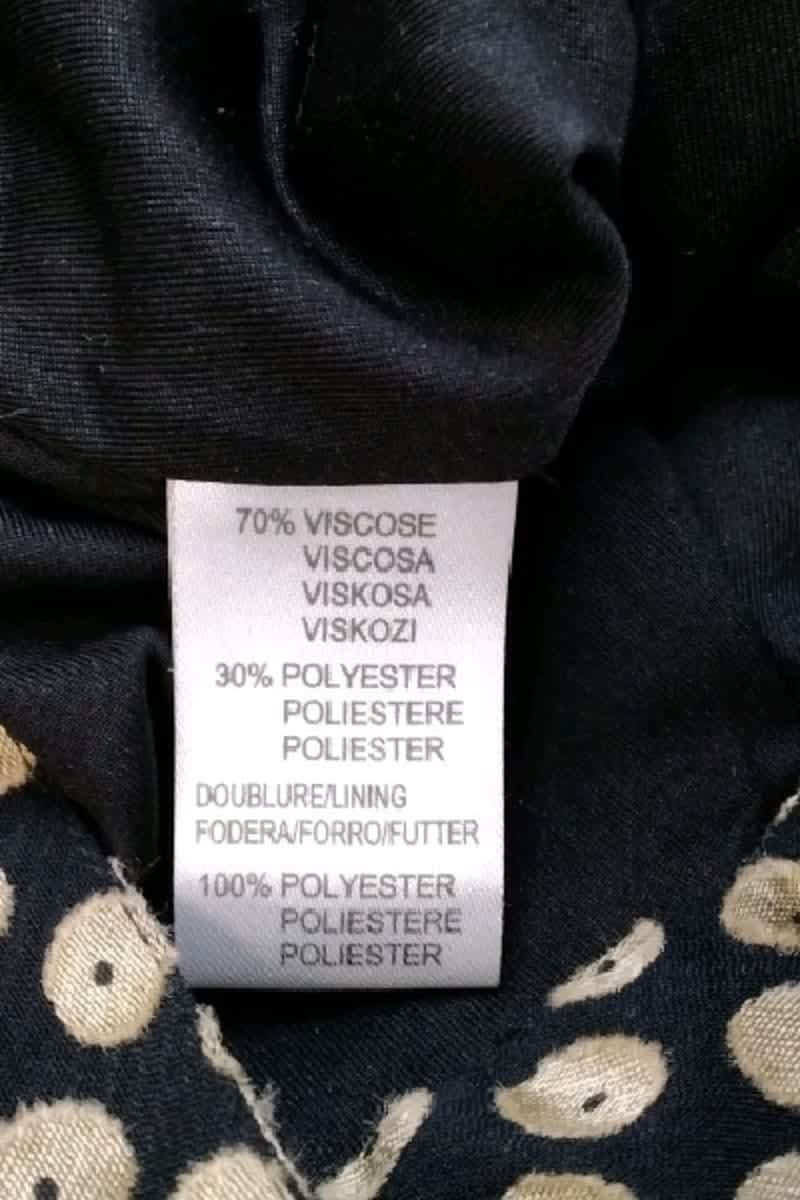 70% VISCOSE
VISCOSA
VISKOSA
VISKOZI
30% POLYESTER
POLIESTERE
POLIESTER
DOUBLURE/LINING
FODERA/FORRO/FUTTER
100% POLYESTER
POLIESTERE
POLIESTER